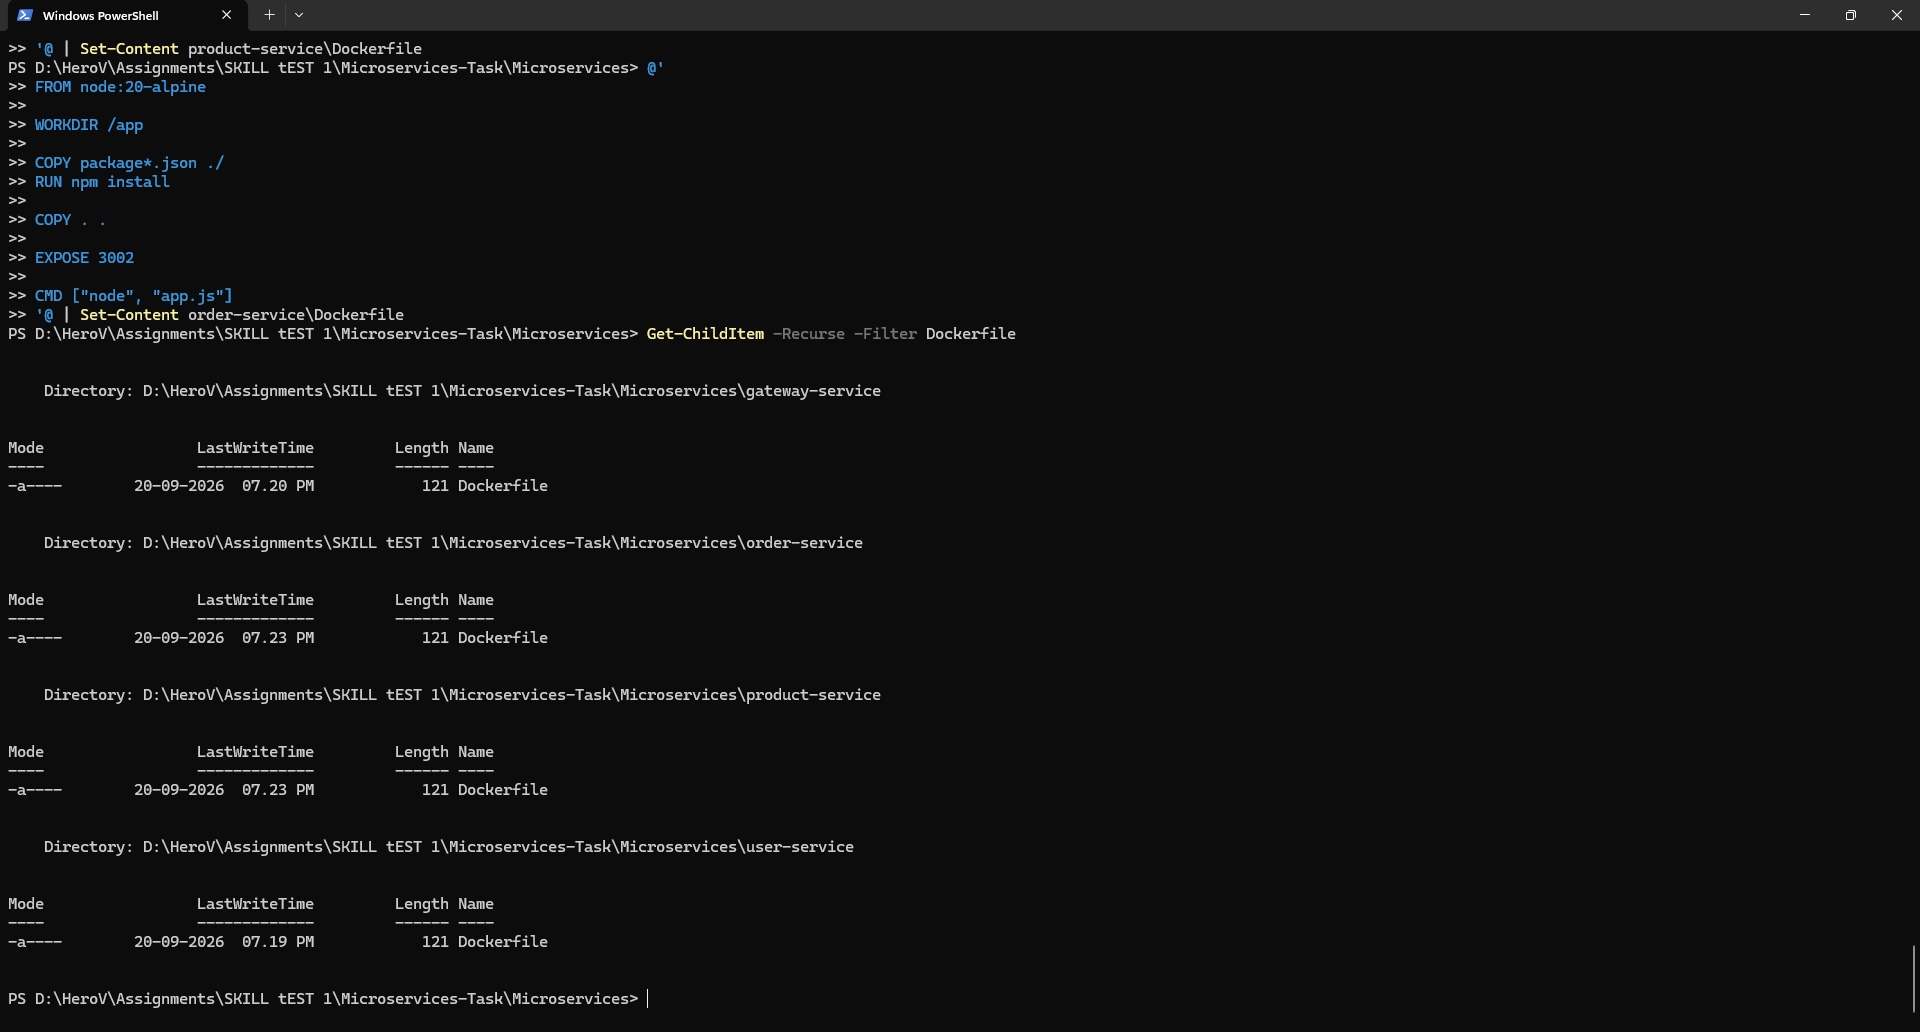 Windows PowerShell
>> '@ | Set-Content product-service\Dockerfile
PS D:\HeroV\Assignments\SKILL tEST 1\Microservices-Task\Microservices> @'
>> FROM node:20-alpine
>>
>> WORKDIR /app
>>
>> COPY package*.json ./
>> RUN npm install
>>
>> COPY . .
>>
>> EXPOSE 3002
>>
>> CMD ["node", "app.js"]
>> '@ | Set-Content order-service\Dockerfile
PS D:\HeroV\Assignments\SKILL tEST 1\Microservices-Task\Microservices> Get-ChildItem -Recurse -Filter Dockerfile
Directory: D:\HeroV\Assignments\SKILL tEST 1\Microservices-Task\Microservices\gateway-service
Mode                 LastWriteTime         Length Name
----                 -------------         ------ ----
-a----        20-09-2026  07.20 PM            121 Dockerfile
Directory: D:\HeroV\Assignments\SKILL tEST 1\Microservices-Task\Microservices\order-service
Mode                 LastWriteTime         Length Name
----                 -------------         ------ ----
-a----        20-09-2026  07.23 PM            121 Dockerfile
Directory: D:\HeroV\Assignments\SKILL tEST 1\Microservices-Task\Microservices\product-service
Mode                 LastWriteTime         Length Name
----                 -------------         ------ ----
-a----        20-09-2026  07.23 PM            121 Dockerfile
Directory: D:\HeroV\Assignments\SKILL tEST 1\Microservices-Task\Microservices\user-service
Mode                 LastWriteTime         Length Name
----                 -------------         ------ ----
-a----        20-09-2026  07.19 PM            121 Dockerfile
PS D:\HeroV\Assignments\SKILL tEST 1\Microservices-Task\Microservices>